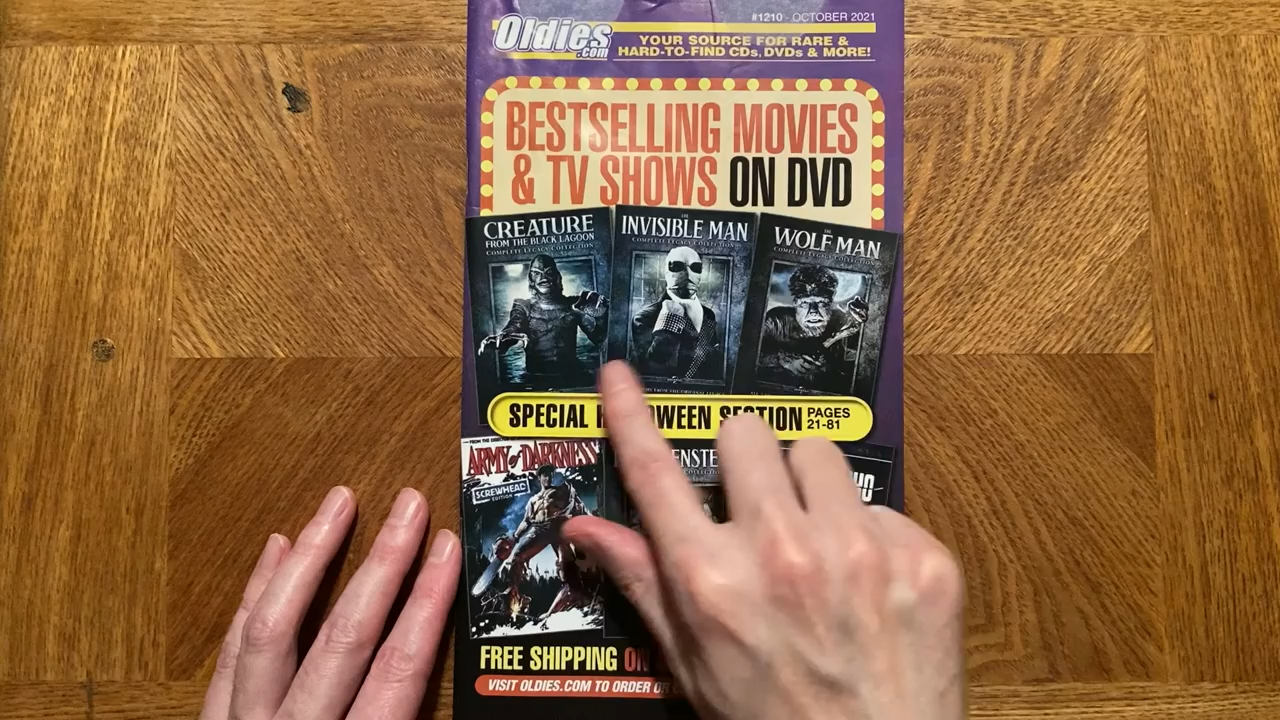 Oldies.com
#1210 - OCTOBER 2021
YOUR SOURCE FOR RARE &
HARD-TO-FIND CDs, DVDs & MORE!
BESTSELLING MOVIES
& TV SHOWS ON DVD
CREATURE
FROM THE BLACK LAGOON
COMPLETE LEGACY COLLECTION
THE
INVISIBLE MAN
COMPLETE LEGACY COLLECTION
THE
WOLF MAN
COMPLETE LEGACY COLLECTION
SPECIAL SECTION PAGES
21-81
ARMY of DARKNESS
SCREWHEAD
EDITION
FREE SHIPPING
VISIT OLDIES.COM TO ORDER OR